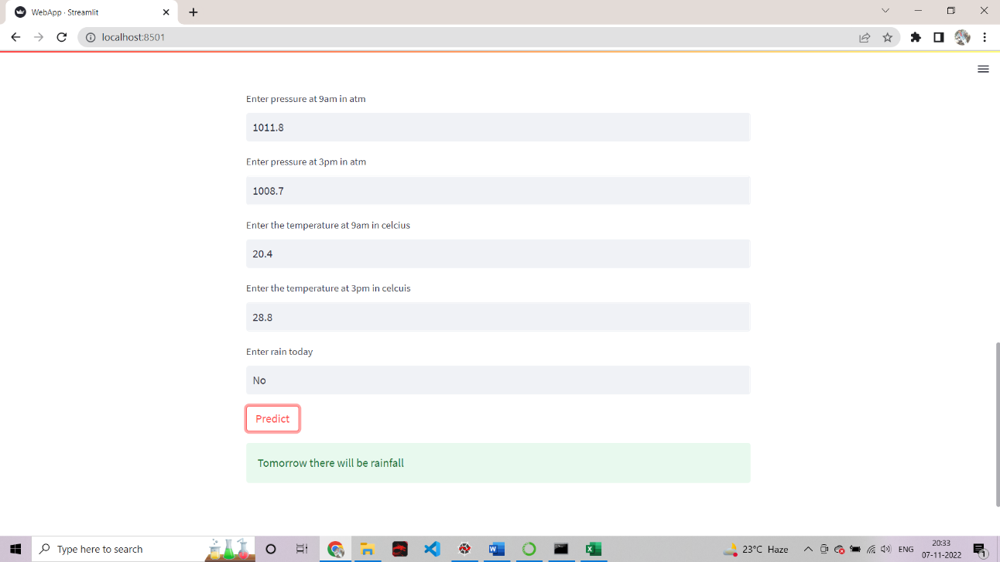 WebApp · Streamlit
localhost:8501
Enter pressure at 9am in atm
1011.8
Enter pressure at 3pm in atm
1008.7
Enter the temperature at 9am in celcius
20.4
Enter the temperature at 3pm in celcuis
28.8
Enter rain today
No
Predict
Tomorrow there will be rainfall
Type here to search
23°C Haze
ENG
20:33
07-11-2022
1